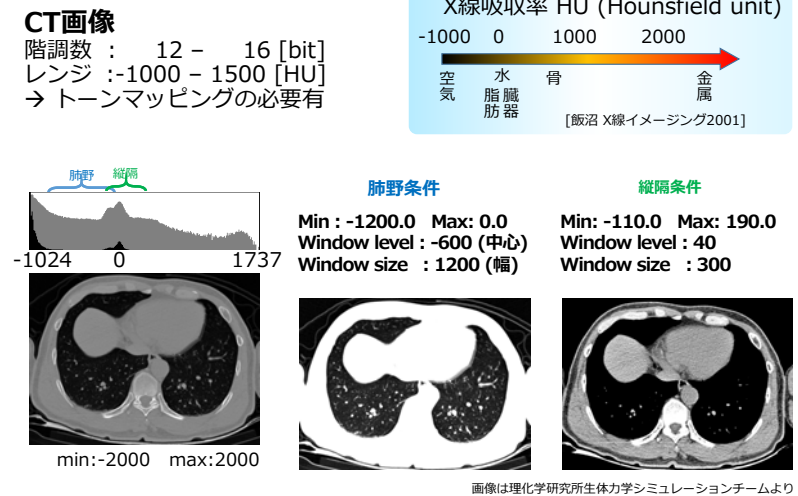 CT画像
階調数 : 12 – 16 [bit]
レンジ :-1000 – 1500 [HU]
→ トーンマッピングの必要有
X線吸収率 HU (Hounsfield unit)
-1000 0 1000 2000
空気 水 脂肪 臓器 骨 金属
[飯沼 X線イメージング2001]
肺野 縦隔
-1024 0 1737
min:-2000 max:2000
肺野条件
Min : -1200.0 Max: 0.0
Window level : -600 (中心)
Window size : 1200 (幅)
縦隔条件
Min: -110.0 Max: 190.0
Window level : 40
Window size : 300
画像は理化学研究所生体力学シミュレーションチームより